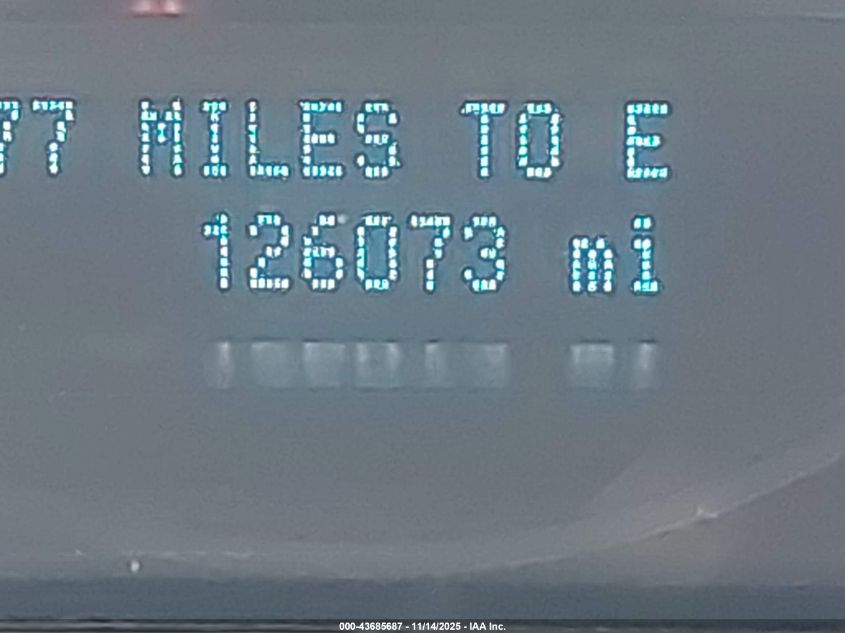 77 MILES TO E
126073 mi
000-43685687 - 11/14/2025 - IAA Inc.